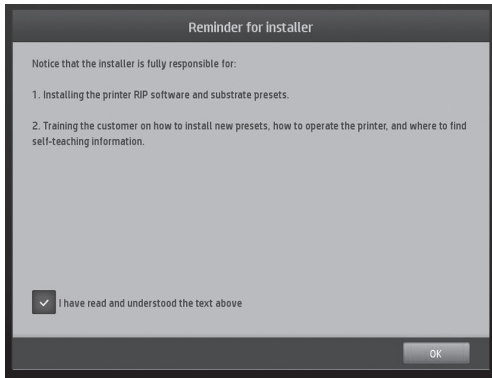 Reminder for installer
Notice that the installer is fully responsible for:
1. Installing the printer RIP software and substrate presets.
2. Training the customer on how to install new presets, how to operate the printer, and where to find
self-teaching information.
I have read and understood the text above
OK